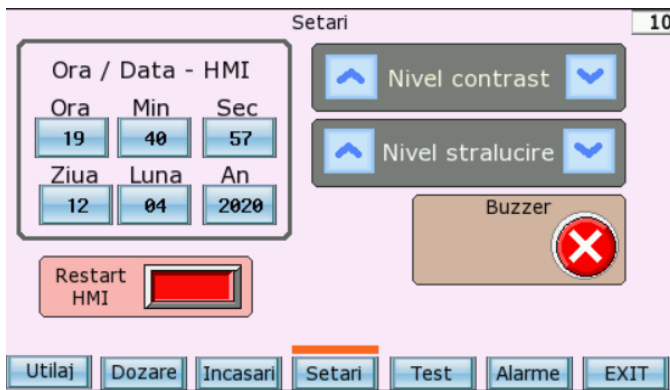 Setari
10
Ora / Data - HMI
Ora Min Sec
19 40 57
Ziua Luna An
12 04 2020
Nivel contrast
Nivel stralucire
Buzzer
Restart
HMI
Utilaj Dozare Incasari Setari Test Alarme EXIT